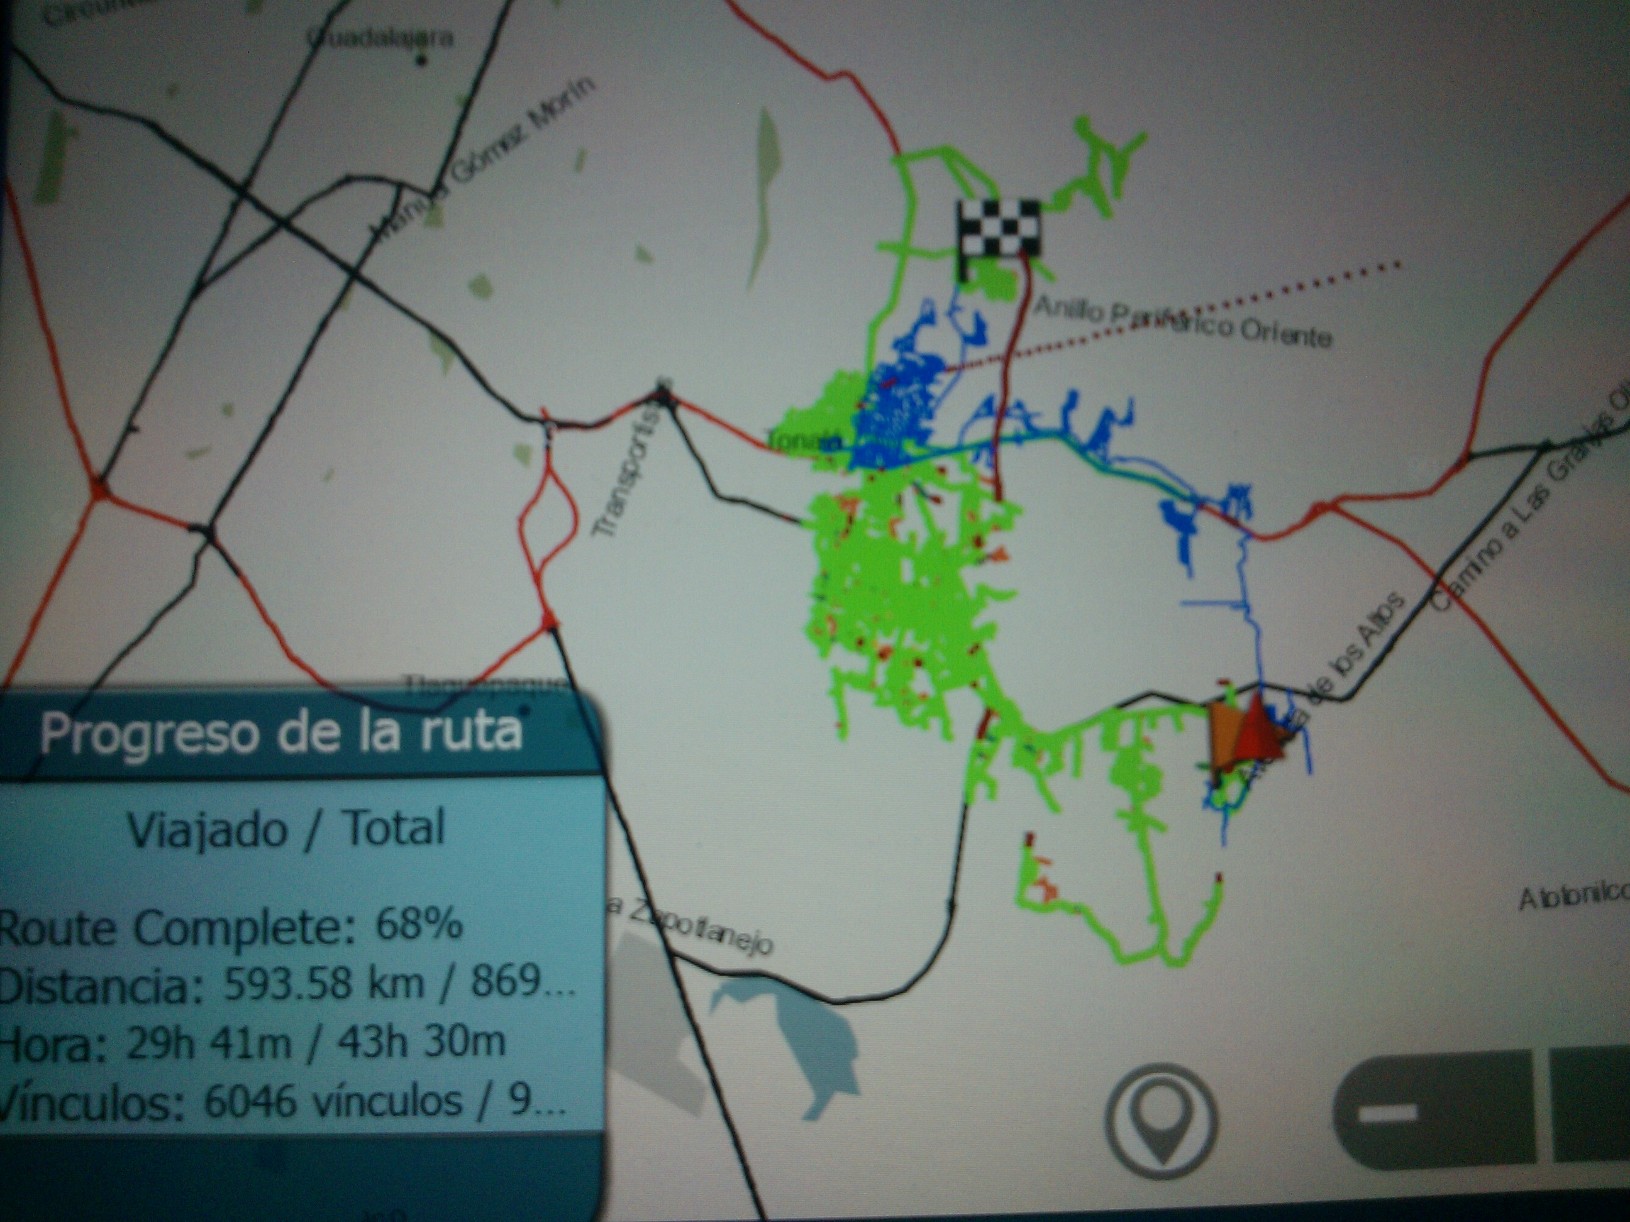 Guadalajara
Manuel Gómez Morín
Anillo Periférico Oriente
Tonalá
Transportistas
Camino a Las Granjas
de los Altos
Tlaquepaque
Progreso de la ruta
Viajado / Total
Route Complete: 68%
Distancia: 593.58 km / 869...
Hora: 29h 41m / 43h 30m
Vínculos: 6046 vínculos / 9...
a Zapotlanejo
Atotonilco